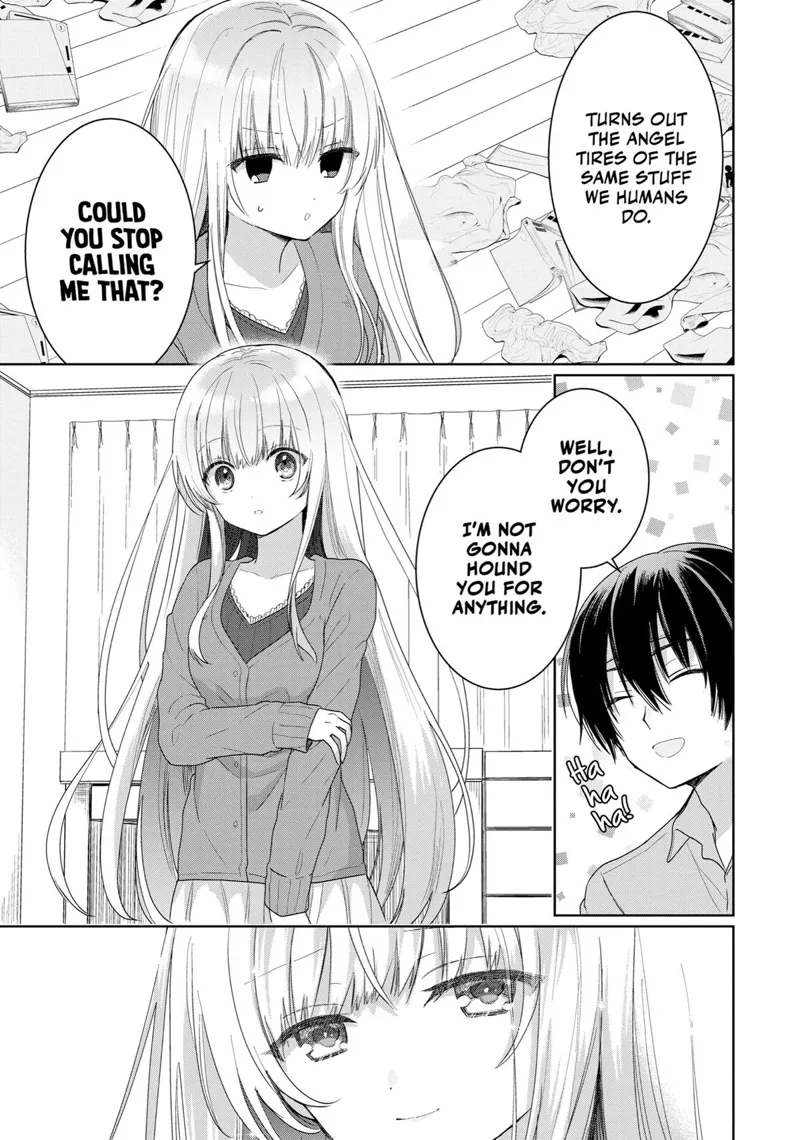 TURNS OUT
THE ANGEL
TIRES OF THE
SAME STUFF
WE HUMANS
DO.
COULD
YOU STOP
CALLING
ME THAT?
WELL,
DON'T
YOU
WORRY.
I'M NOT
GONNA
HOUND
YOU FOR
ANYTHING.
Ha
ha
ha!